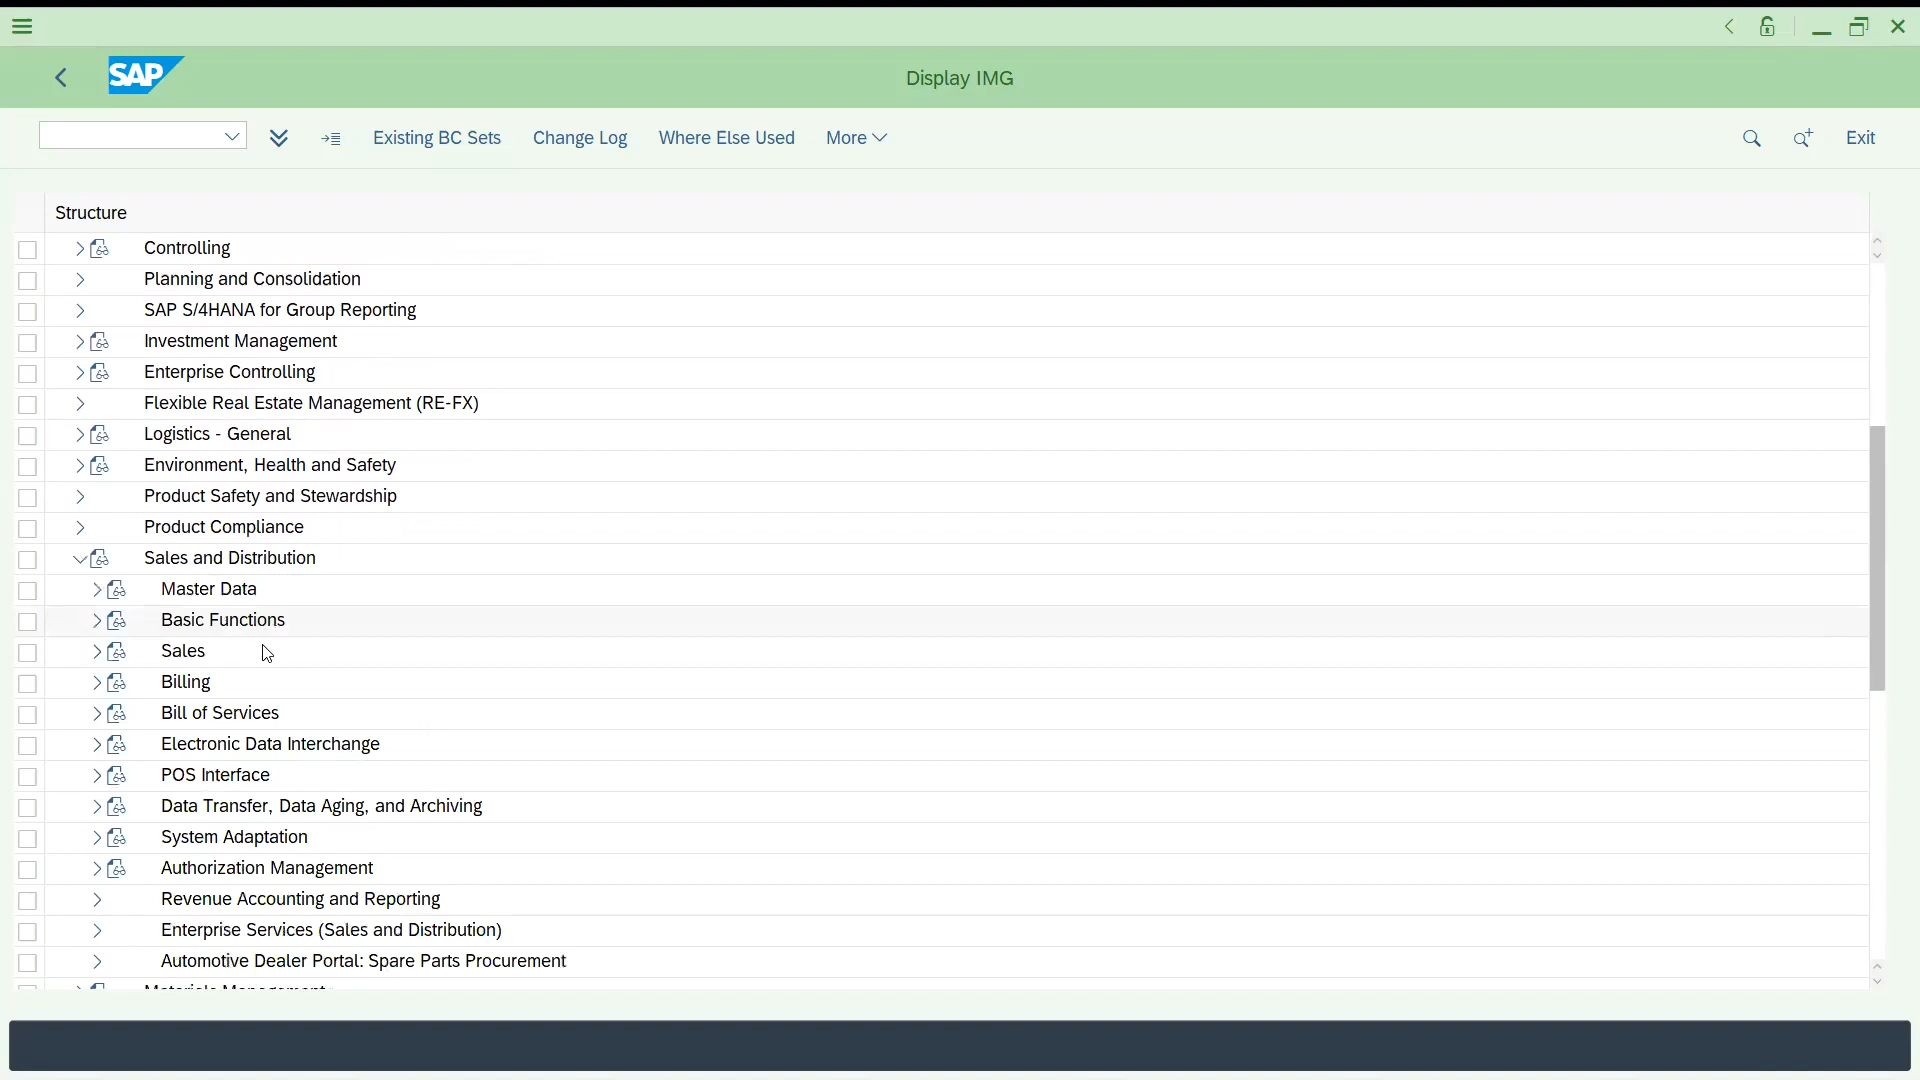 SAP
Display IMG
Existing BC Sets Change Log Where Else Used More Exit
Structure
Controlling
Planning and Consolidation
SAP S/4HANA for Group Reporting
Investment Management
Enterprise Controlling
Flexible Real Estate Management (RE-FX)
Logistics - General
Environment, Health and Safety
Product Safety and Stewardship
Product Compliance
Sales and Distribution
Master Data
Basic Functions
Sales
Billing
Bill of Services
Electronic Data Interchange
POS Interface
Data Transfer, Data Aging, and Archiving
System Adaptation
Authorization Management
Revenue Accounting and Reporting
Enterprise Services (Sales and Distribution)
Automotive Dealer Portal: Spare Parts Procurement
Materials Management